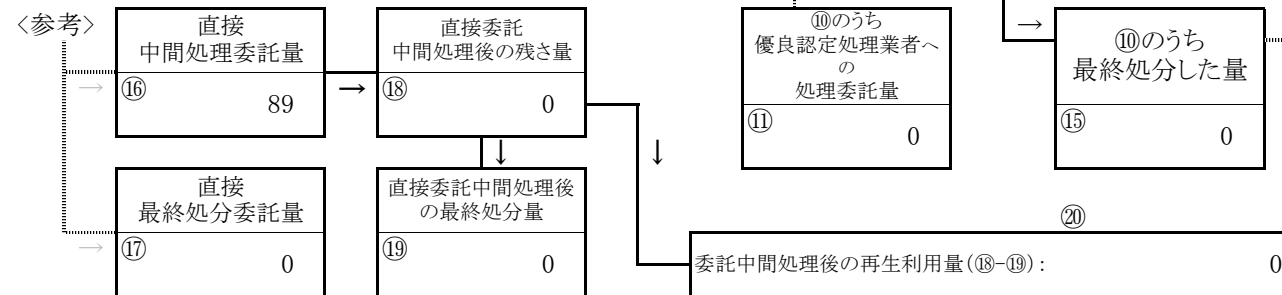 〈参考〉
直接
中間処理委託量
⑯
89
→
直接委託
中間処理後の残さ量
⑱
0
⑩のうち
優良認定処理業者へ
の
処理委託量
⑪
0
→
⑩のうち
最終処分した量
⑮
0
→
↓
↓
直接
最終処分委託量
⑰
0
→
直接委託中間処理後
の最終処分量
⑲
0
⑳
委託中間処理後の再生利用量(⑱-⑲): 0